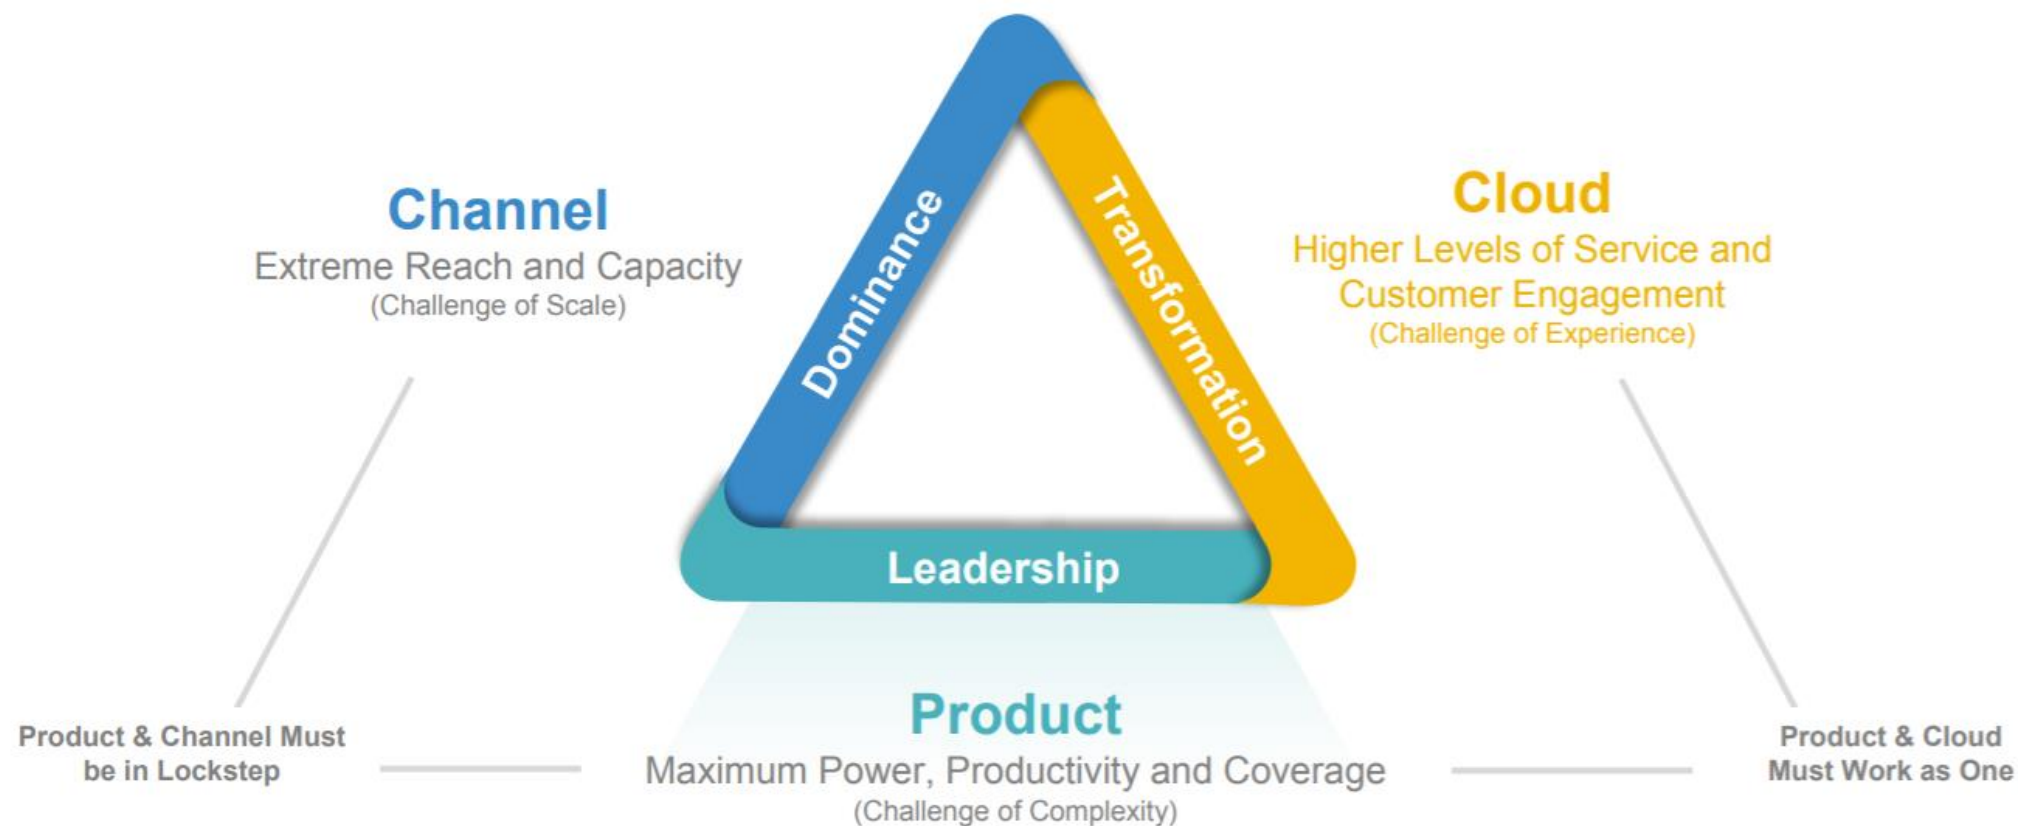 Channel
Extreme Reach and Capacity
(Challenge of Scale)
Dominance
Transformation
Cloud
Higher Levels of Service and
Customer Engagement
(Challenge of Experience)
Leadership
Product & Channel Must
be in Lockstep
Product
Maximum Power, Productivity and Coverage
(Challenge of Complexity)
Product & Cloud
Must Work as One